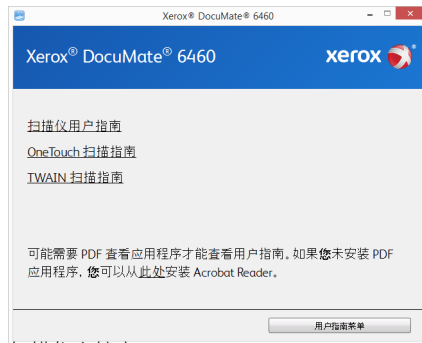 Xerox® DocuMate® 6460
Xerox® DocuMate® 6460
xerox
扫描仪用户指南
OneTouch 扫描指南
TWAIN 扫描指南
可能需要 PDF 查看应用程序才能查看用户指南。如果您未安装 PDF
应用程序，您可以从此处安装 Acrobat Reader。
用户指南菜单